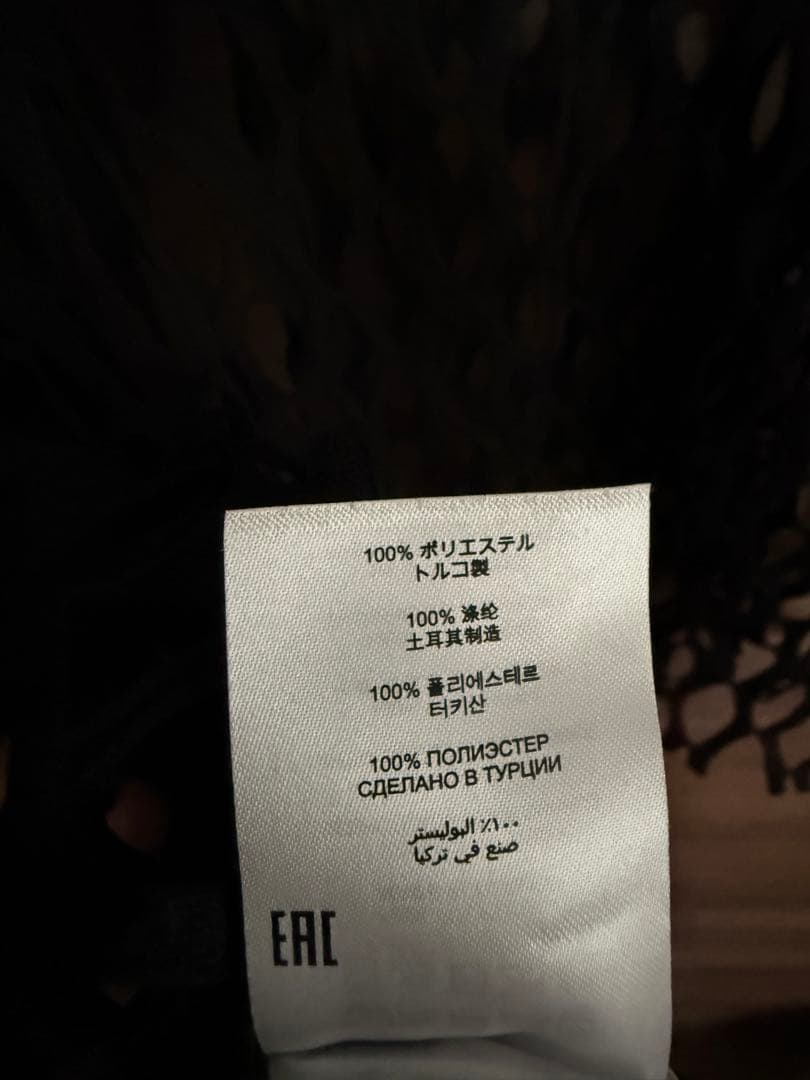 100% ポリエステル
トルコ製
100% 涤纶
土耳其制造
100% 폴리에스테르
터키산
100% ПОЛИЭСТЕР
СДЕЛАНО В ТУРЦИИ
١٠٠٪ البوليستر
صنع في تركيا
EAC